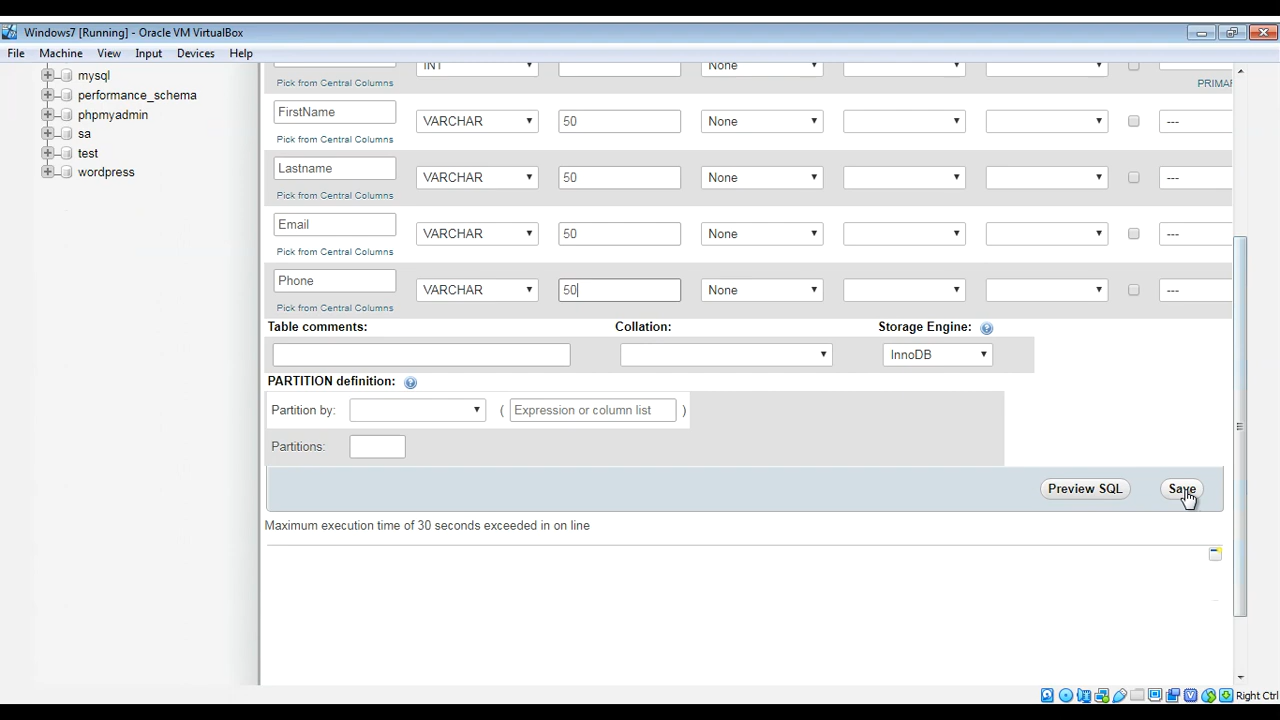 Windows7 [Running] - Oracle VM VirtualBox
File Machine View Input Devices Help
mysql
performance_schema
phpmyadmin
sa
test
wordpress
INT None
Pick from Central Columns PRIMAR
FirstName VARCHAR 50 None ---
Pick from Central Columns
Lastname VARCHAR 50 None ---
Pick from Central Columns
Email VARCHAR 50 None ---
Pick from Central Columns
Phone VARCHAR 50 None ---
Pick from Central Columns
Table comments: Collation: Storage Engine:
InnoDB
PARTITION definition:
Partition by: ( Expression or column list )
Partitions:
Preview SQL Save
Maximum execution time of 30 seconds exceeded in on line
Right Ctrl